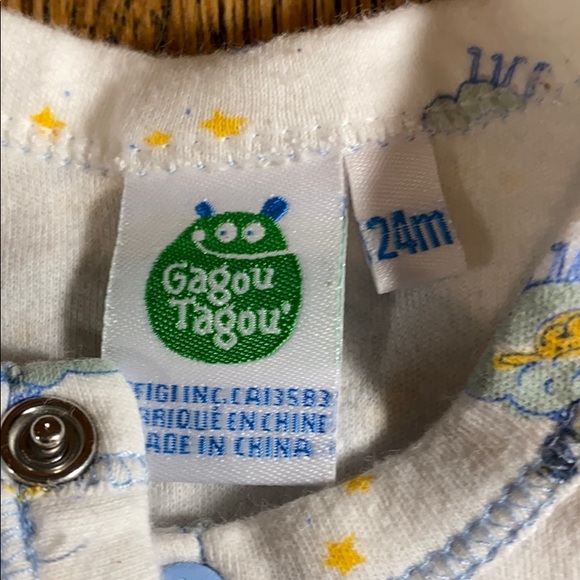 Gagou
Tagou'
24m
FIGI INC. CA13583
BRIQUÉ EN CHINE
ADE IN CHINA